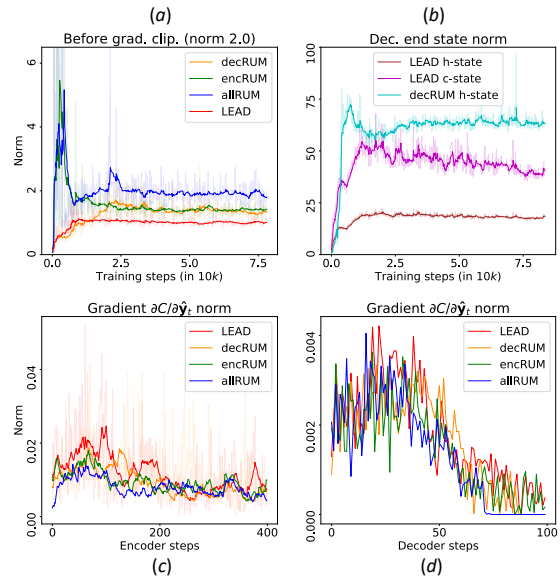 (a)
Before grad. clip. (norm 2.0)
6
4
2
0
Norm
decRUM
encRUM
allRUM
LEAD
0.0
2.5
5.0
7.5
Training steps (in 10k)
(b)
Dec. end state norm
100
75
50
25
0
LEAD h-state
LEAD c-state
decRUM h-state
0.0
2.5
5.0
7.5
Training steps (in 10k)
Gradient ∂C/∂ŷt norm
0.04
0.02
0.00
Norm
LEAD
decRUM
encRUM
allRUM
0
200
400
Encoder steps
(c)
Gradient ∂C/∂ŷt norm
0.004
0.002
0.000
LEAD
decRUM
encRUM
allRUM
0
50
100
Decoder steps
(d)